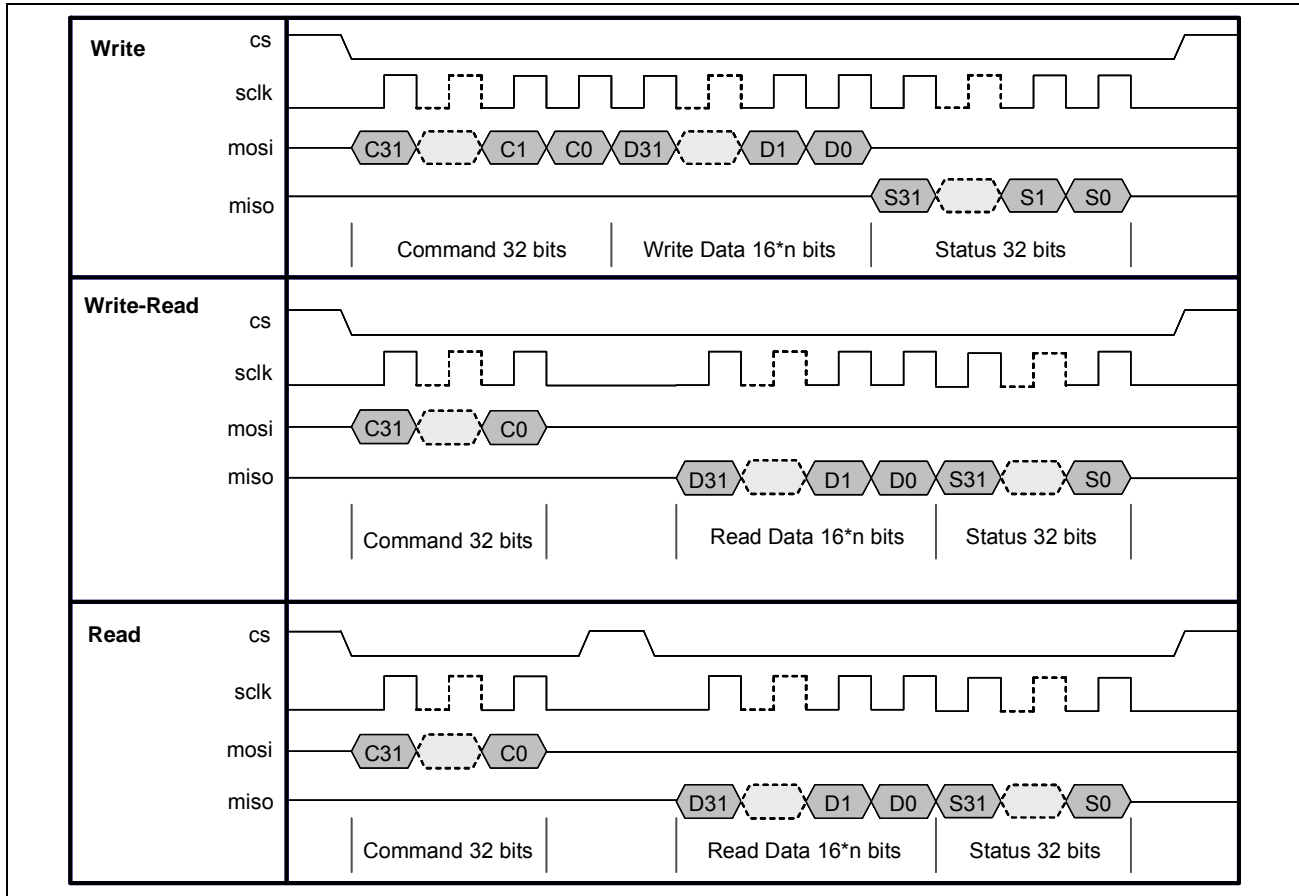 Write
cs
sclk
mosi C31 C1 C0 D31 D1 D0
miso S31 S1 S0
Command 32 bits Write Data 16*n bits Status 32 bits
Write-Read
cs
sclk
mosi C31 C0
miso D31 D1 D0 S31 S0
Command 32 bits Read Data 16*n bits Status 32 bits
Read cs
sclk
mosi C31 C0
miso D31 D1 D0 S31 S0
Command 32 bits Read Data 16*n bits Status 32 bits